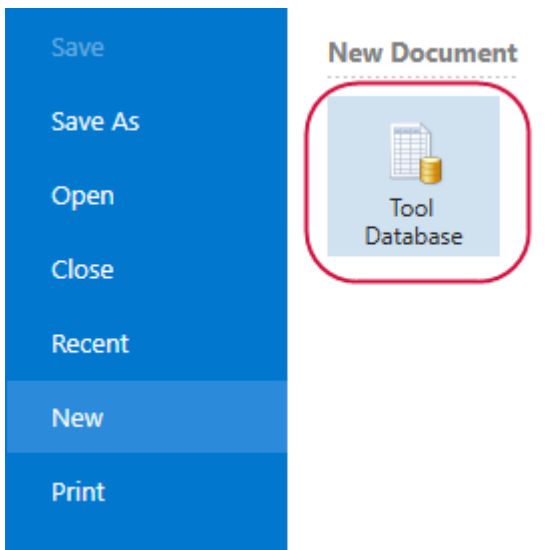 Save
Save As
Open
Close
Recent
New
Print
New Document
Tool
Database